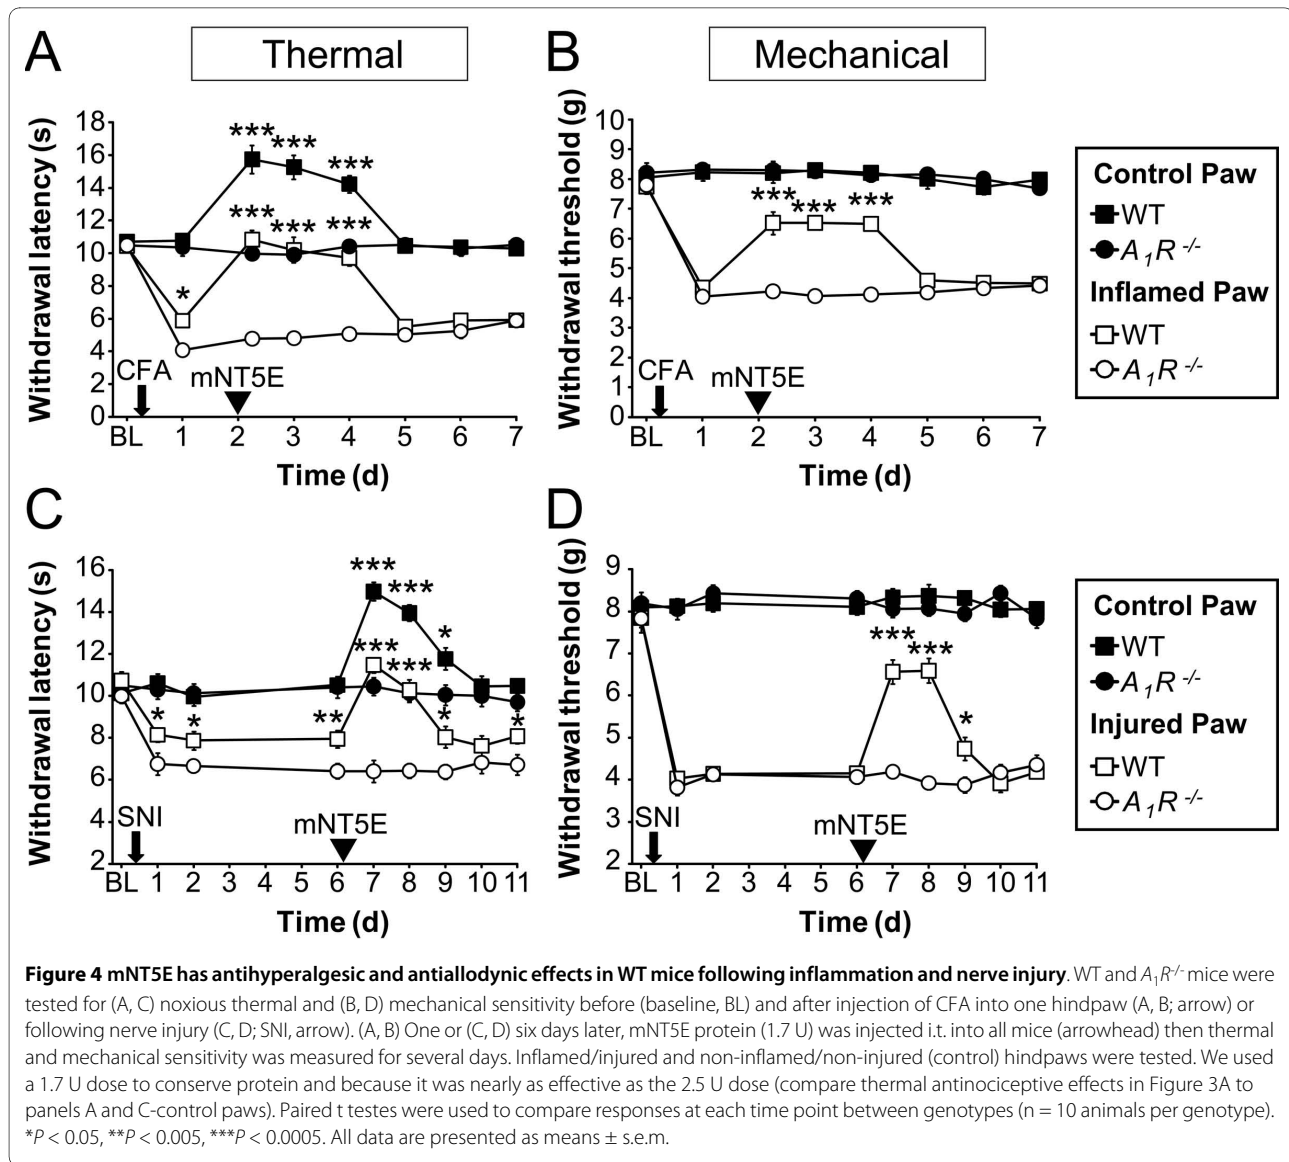 A
Thermal
B
Mechanical
Withdrawal latency (s)
18
16
14
12
10
8
6
4
2
0
***
***
***
***
***
***
*
CFA
mNT5E
BL 1 2 3 4 5 6 7
Time (d)
Withdrawal threshold (g)
10
9
8
7
6
5
4
3
2
1
0
***
***
***
CFA
mNT5E
BL 1 2 3 4 5 6 7
Time (d)
Control Paw
WT
A1R -/-
Inflamed Paw
WT
A1R -/-
C
D
Withdrawal latency (s)
16
14
12
10
8
6
4
2
***
***
*
***
***
*
*
**
*
*
SNI
mNT5E
BL 1 2 3 4 5 6 7 8 9 10 11
Time (d)
Withdrawal threshold (g)
9
8
7
6
5
4
3
2
***
***
*
SNI
mNT5E
BL 1 2 3 4 5 6 7 8 9 10 11
Time (d)
Control Paw
WT
A1R -/-
Injured Paw
WT
A1R -/-
Figure 4 mNT5E has antihyperalgesic and antiallodynic effects in WT mice following inflammation and nerve injury. WT and A1R-/- mice were
tested for (A, C) noxious thermal and (B, D) mechanical sensitivity before (baseline, BL) and after injection of CFA into one hindpaw (A, B; arrow) or
following nerve injury (C, D; SNI, arrow). (A, B) One or (C, D) six days later, mNT5E protein (1.7 U) was injected i.t. into all mice (arrowhead) then thermal
and mechanical sensitivity was measured for several days. Inflamed/injured and non-inflamed/non-injured (control) hindpaws were tested. We used
a 1.7 U dose to conserve protein and because it was nearly as effective as the 2.5 U dose (compare thermal antinociceptive effects in Figure 3A to
panels A and C-control paws). Paired t testes were used to compare responses at each time point between genotypes (n = 10 animals per genotype).
*P < 0.05, **P < 0.005, ***P < 0.0005. All data are presented as means ± s.e.m.